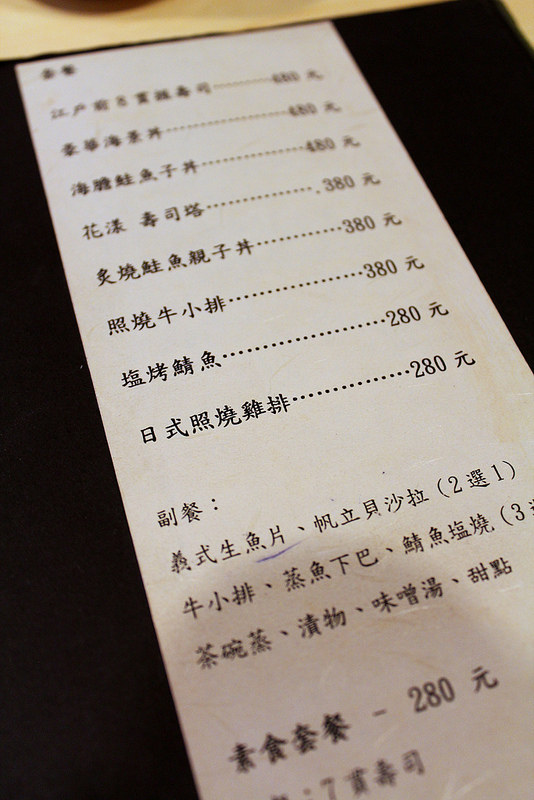 套餐
江戶前8貫握壽司…………680 元
豪華海景丼…………480 元
海膽鮭魚子丼…………480 元
花漾 壽司塔…………380 元
炙燒鮭魚親子丼…………380 元
照燒牛小排…………380 元
塩烤鯖魚…………280 元
日式照燒雞排…………280 元
副餐：
義式生魚片、帆立貝沙拉(2選1)
牛小排、蒸魚下巴、鯖魚塩燒(3
茶碗蒸、漬物、味噌湯、甜點
素食套餐 - 280 元
：7貫壽司